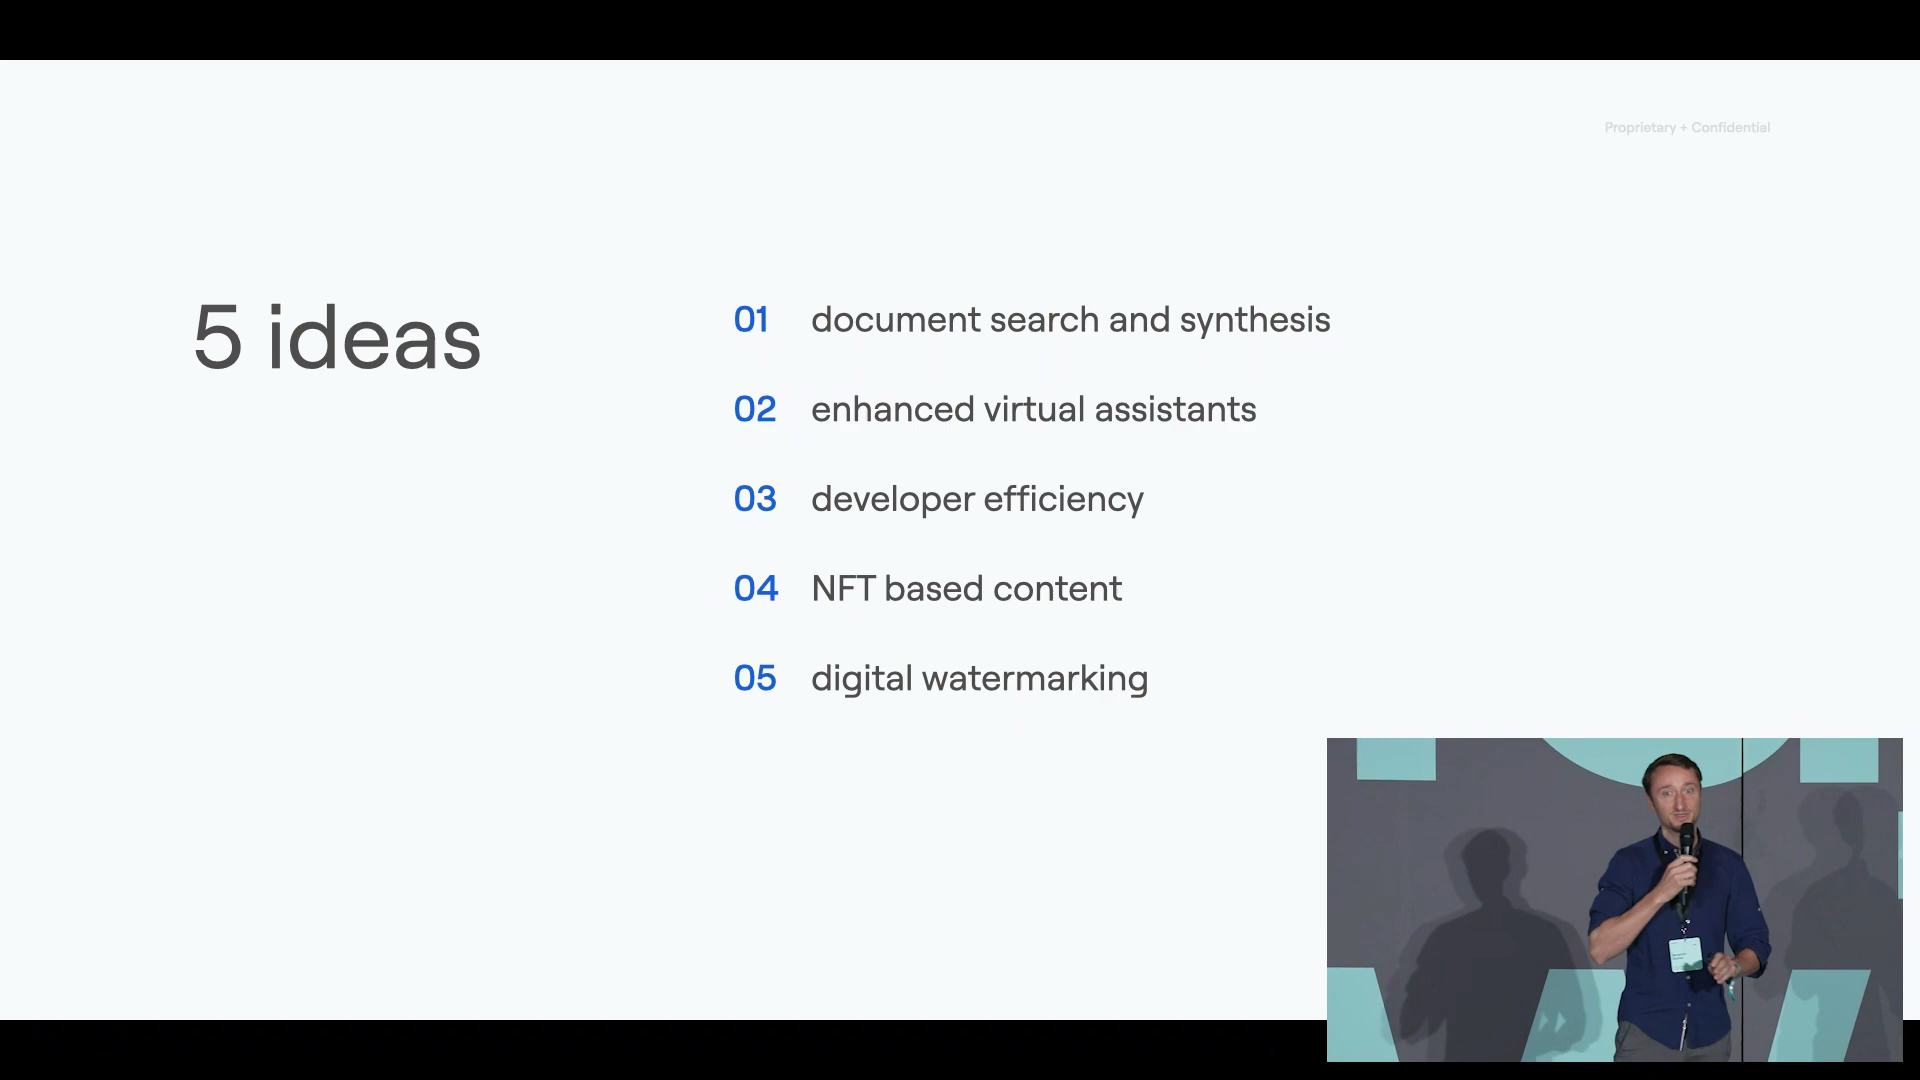 Proprietary + Confidential
5 ideas
01 document search and synthesis
02 enhanced virtual assistants
03 developer efficiency
04 NFT based content
05 digital watermarking